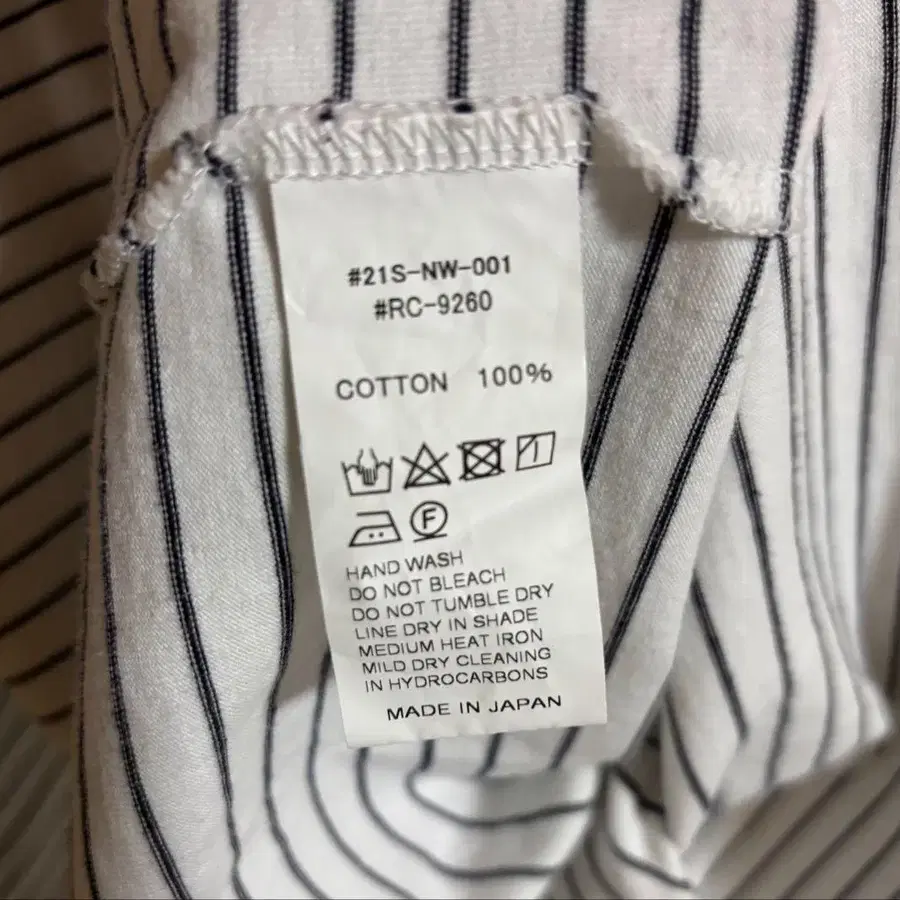 #21S-NW-001
#RC-9260
COTTON 100%
F
HAND WASH
DO NOT BLEACH
DO NOT TUMBLE DRY
LINE DRY IN SHADE
MEDIUM HEAT IRON
MILD DRY CLEANING
IN HYDROCARBONS
MADE IN JAPAN